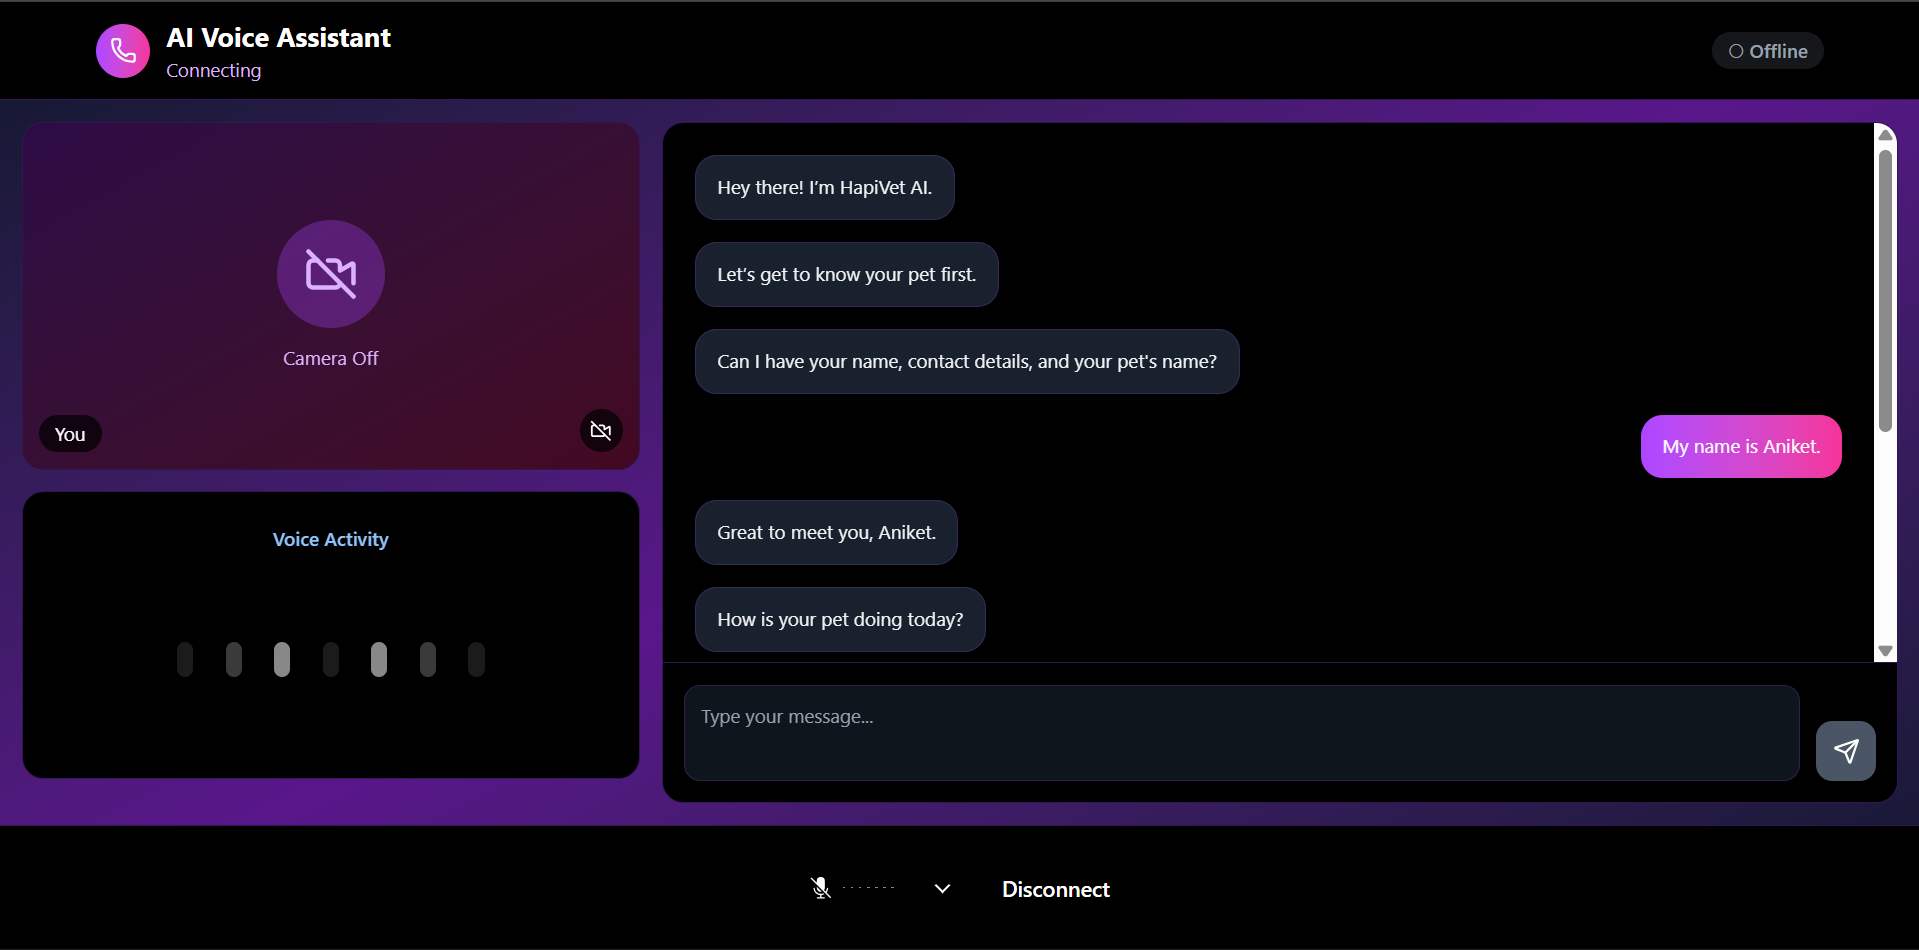 AI Voice Assistant
Connecting
Offline
Camera Off
You
Voice Activity
Hey there! I’m HapiVet AI.
Let’s get to know your pet first.
Can I have your name, contact details, and your pet's name?
My name is Aniket.
Great to meet you, Aniket.
How is your pet doing today?
Type your message...
Disconnect